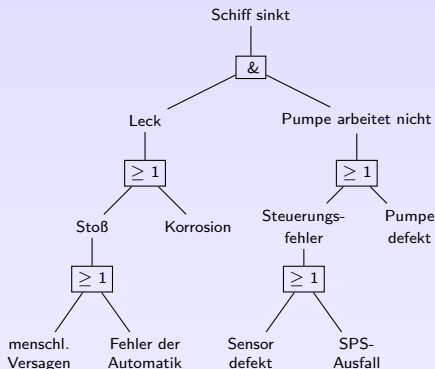 Schiff sinkt
&
Leck
Pumpe arbeitet nicht
≥ 1
≥ 1
Stoß
Korrosion
Steuerungs-
fehler
Pumpe
defekt
≥ 1
≥ 1
menschl.
Versagen
Fehler der
Automatik
Sensor
defekt
SPS-
Ausfall